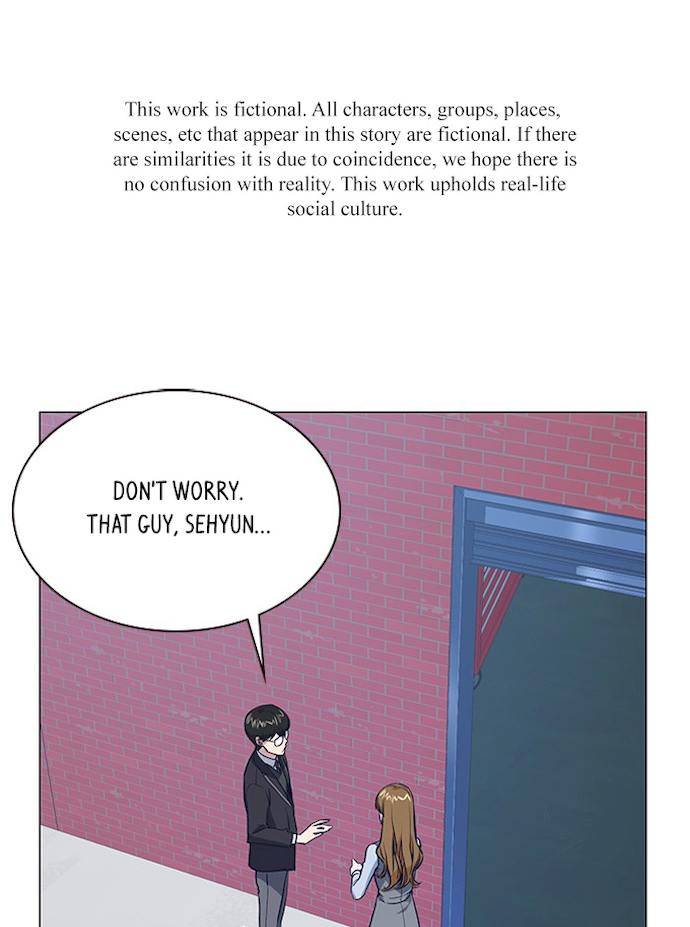 This work is fictional. All characters, groups, places,
scenes, etc that appear in this story are fictional. If there
are similarities it is due to coincidence, we hope there is
no confusion with reality. This work upholds real-life
social culture.
DON'T WORRY.
THAT GUY, SEHYUN...